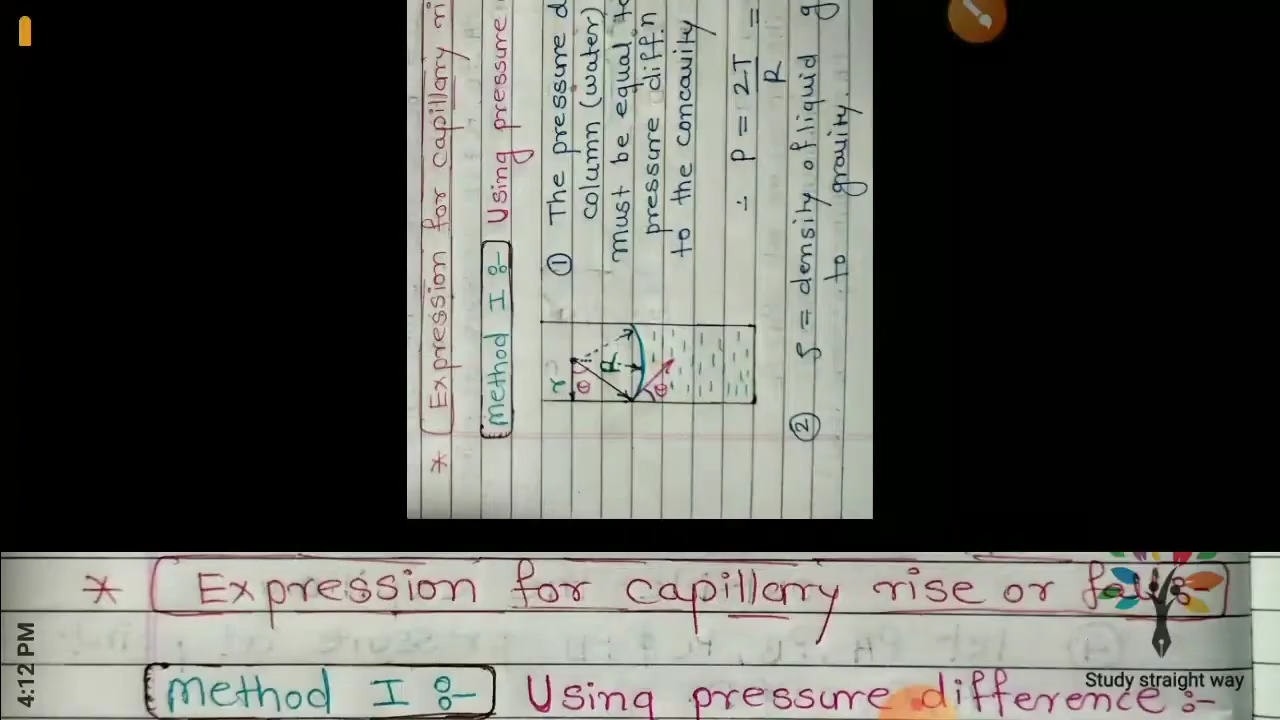 * Expression for capillary ri
Method I :- Using pressure
① The pressure d
column (water)
must be equal to
pressure diffn
to the concavity
∴ P = 2T/R =
② ρ = density of liquid g
to gravity.
r
θ
R
θ
* Expression for capillary rise or fall:-
Method I :- Using pressure difference :-
Study straight way
4:12 PM